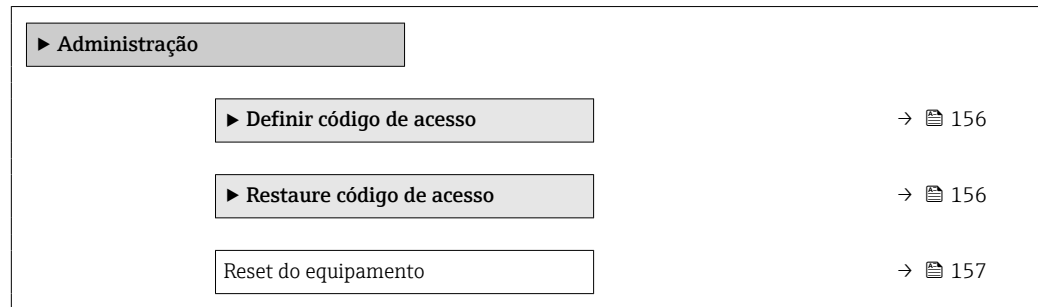 ▶ Administração
▶ Definir código de acesso → 156
▶ Restaure código de acesso → 156
Reset do equipamento → 157